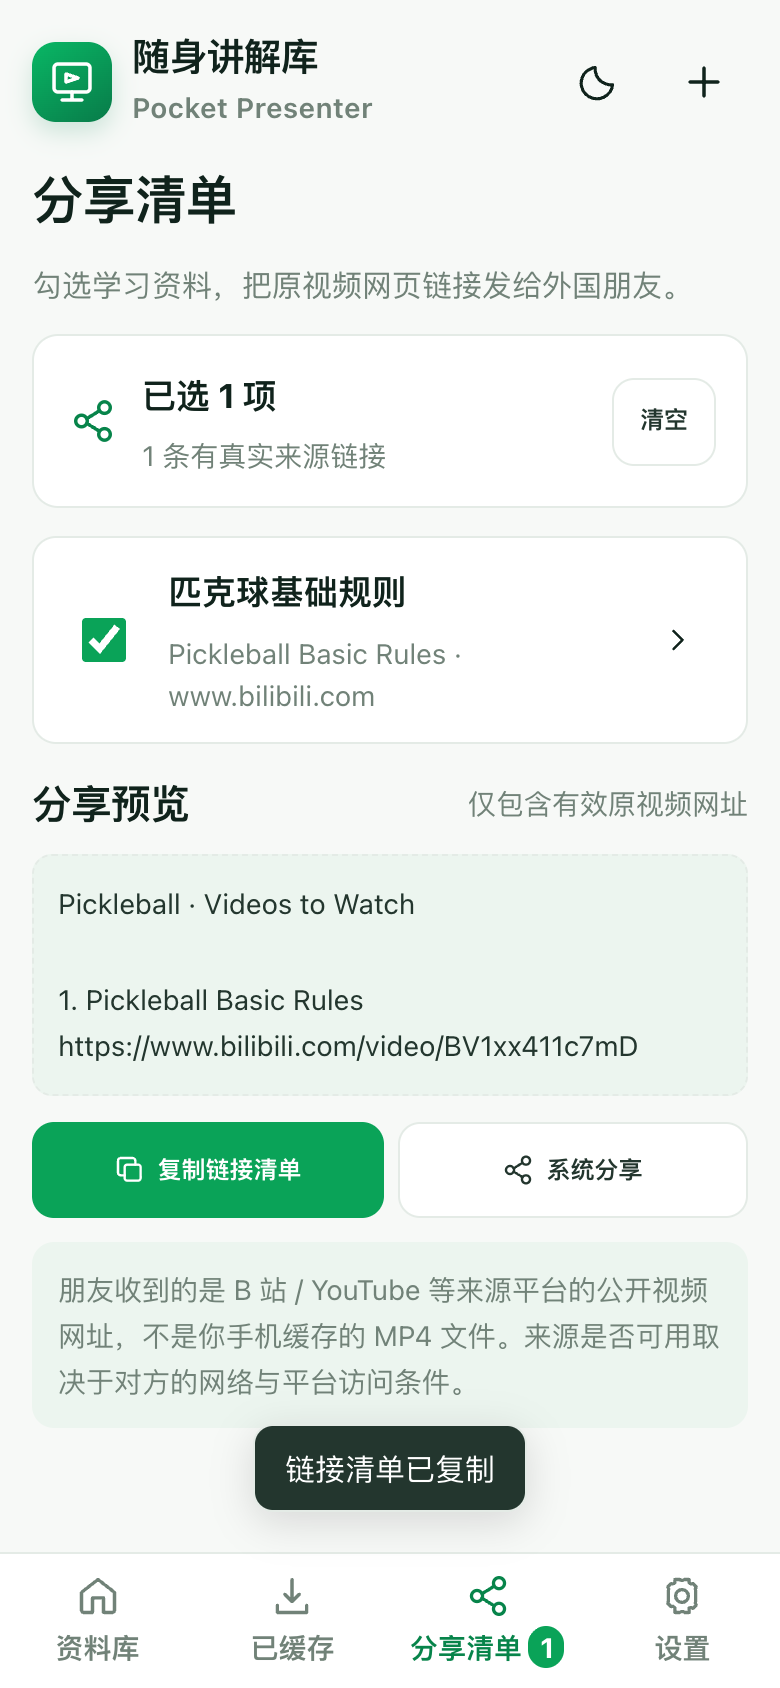 随身讲解库
Pocket Presenter
分享清单
勾选学习资料，把原视频网页链接发给外国朋友。
已选 1 项
1 条有真实来源链接
清空
匹克球基础规则
Pickleball Basic Rules ·
www.bilibili.com
分享预览
仅包含有效原视频网址
Pickleball · Videos to Watch
1. Pickleball Basic Rules
https://www.bilibili.com/video/BV1xx411c7mD
复制链接清单
系统分享
朋友收到的是 B 站 / YouTube 等来源平台的公开视频
网址，不是你手机缓存的 MP4 文件。来源是否可用取
决于对方的网络与平台访问条件。
链接清单已复制
资料库
已缓存
分享清单 1
设置